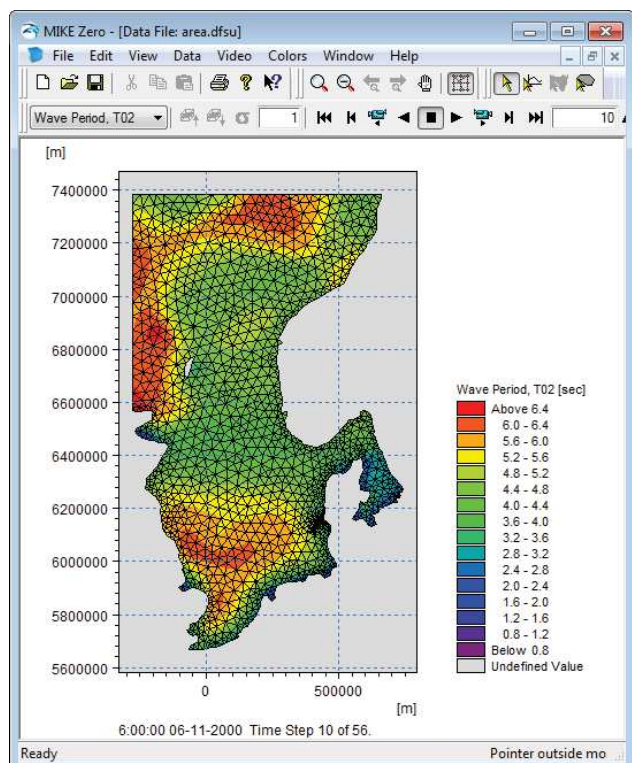 MIKE Zero - [Data File: area.dfsu]
File Edit View Data Video Colors Window Help
Wave Period, T02 1 10
[m]
7400000
7200000
7000000
6800000
6600000
6400000
6200000
6000000
5800000
5600000
0 500000
[m]
Wave Period, T02 [sec]
Above 6.4
6.0 - 6.4
5.6 - 6.0
5.2 - 5.6
4.8 - 5.2
4.4 - 4.8
4.0 - 4.4
3.6 - 4.0
3.2 - 3.6
2.8 - 3.2
2.4 - 2.8
2.0 - 2.4
1.6 - 2.0
1.2 - 1.6
0.8 - 1.2
Below 0.8
Undefined Value
6:00:00 06-11-2000 Time Step 10 of 56.
Ready Pointer outside mo